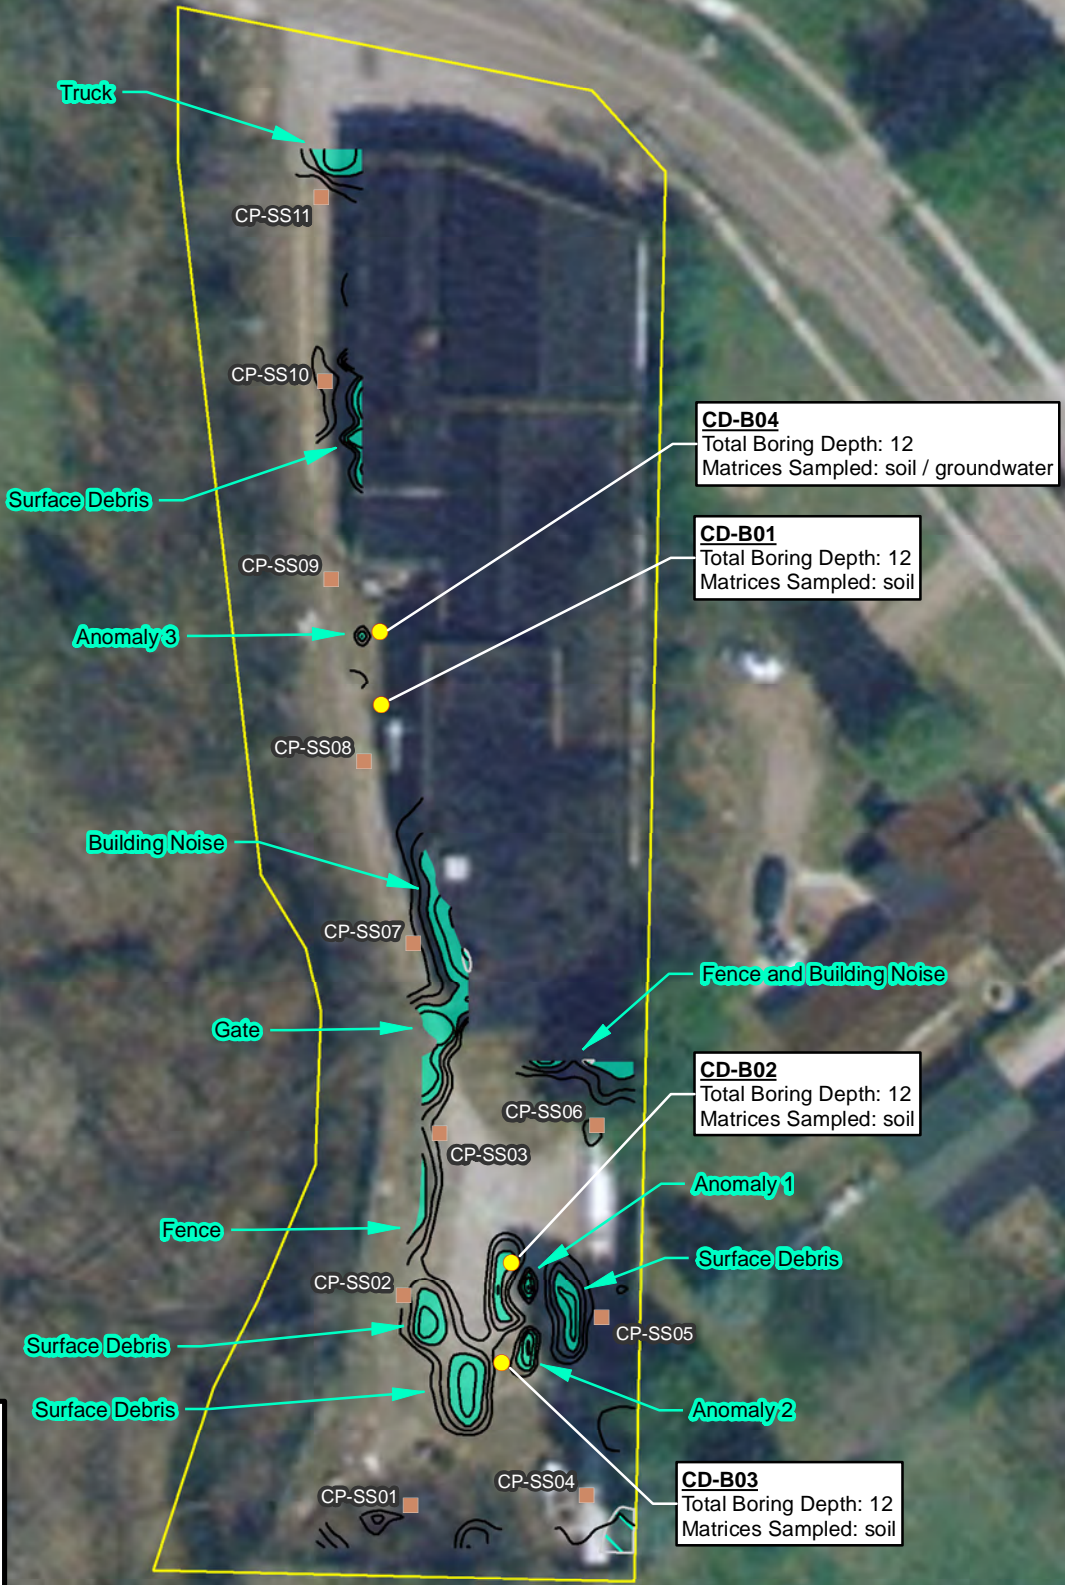 Truck
CP-SS11
CP-SS10
CD-B04
Total Boring Depth: 12
Matrices Sampled: soil / groundwater
Surface Debris
CD-B01
Total Boring Depth: 12
Matrices Sampled: soil
CP-SS09
Anomaly 3
CP-SS08
Building Noise
CP-SS07
Fence and Building Noise
Gate
CD-B02
Total Boring Depth: 12
Matrices Sampled: soil
CP-SS06
CP-SS03
Anomaly 1
Fence
Surface Debris
CP-SS02
CP-SS05
Surface Debris
Surface Debris
Anomaly 2
CD-B03
Total Boring Depth: 12
Matrices Sampled: soil
CP-SS04
CP-SS01